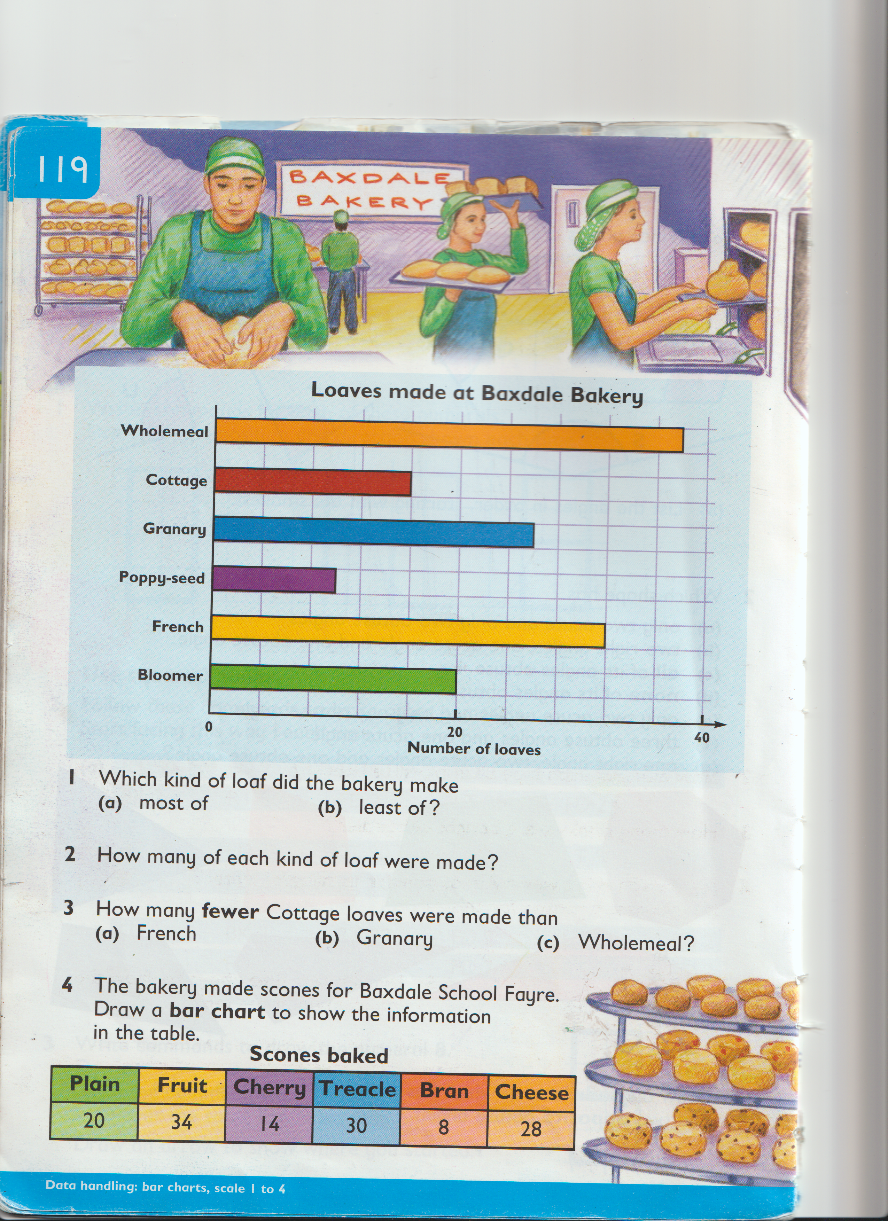 119
BAXDALE
BAKERY
Loaves made at Baxdale Bakery
Wholemeal
Cottage
Granary
Poppy-seed
French
Bloomer
0 20 40
Number of loaves
1 Which kind of loaf did the bakery make
(a) most of (b) least of?
2 How many of each kind of loaf were made?
3 How many fewer Cottage loaves were made than
(a) French (b) Granary (c) Wholemeal?
4 The bakery made scones for Baxdale School Fayre.
Draw a bar chart to show the information
in the table.
Scones baked
Plain Fruit Cherry Treacle Bran Cheese
20 34 14 30 8 28
Data handling: bar charts, scale 1 to 4